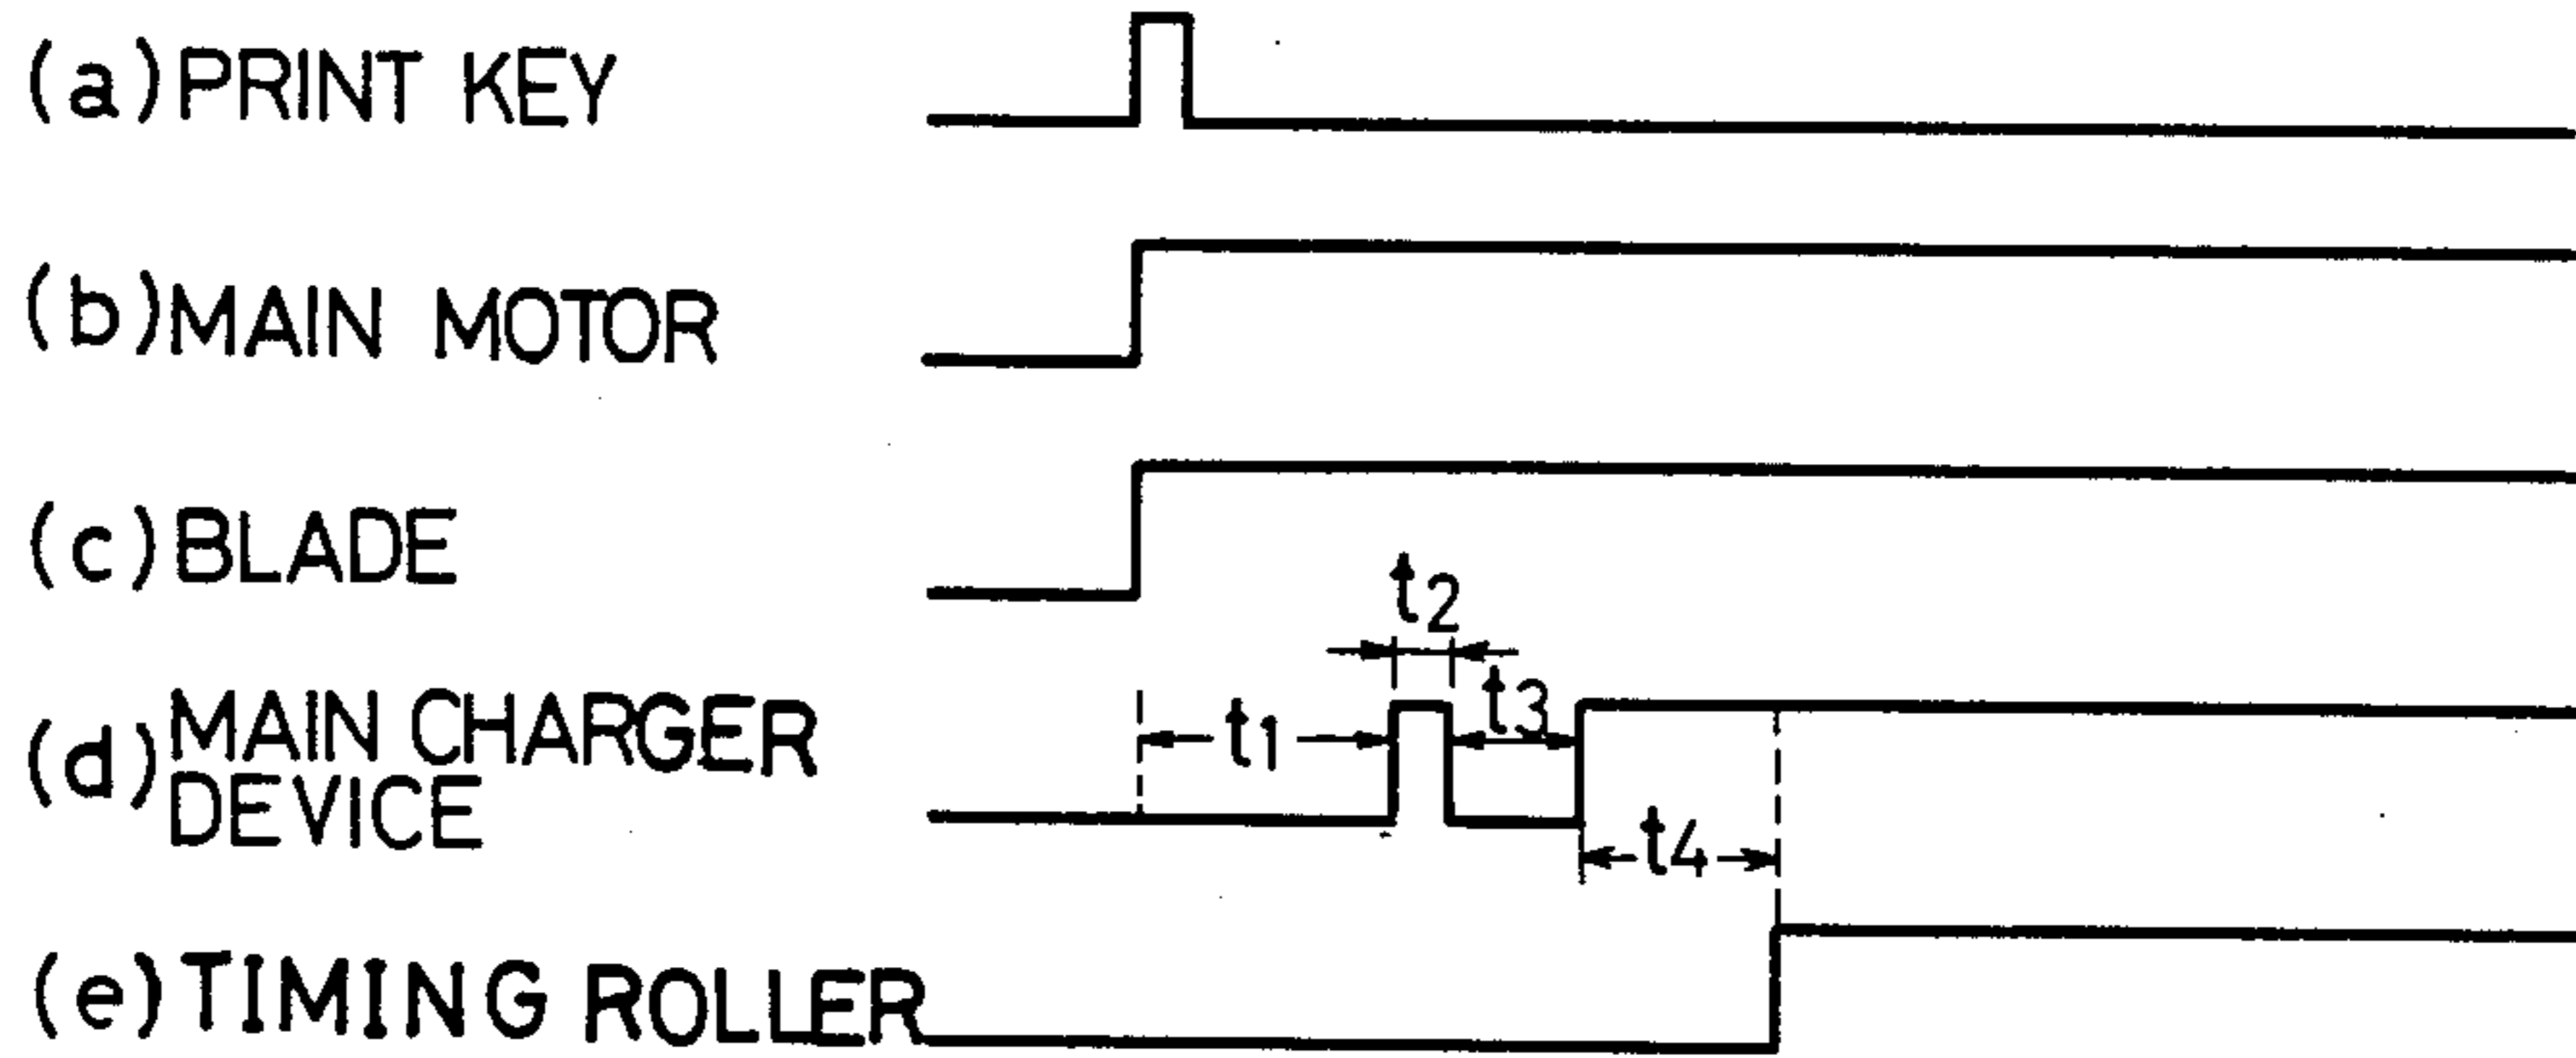 (a) PRINT KEY
(b) MAIN MOTOR
(c) BLADE
t2
t3
(d) MAIN CHARGER
t1
DEVICE
t4
(e) TIMING ROLLER